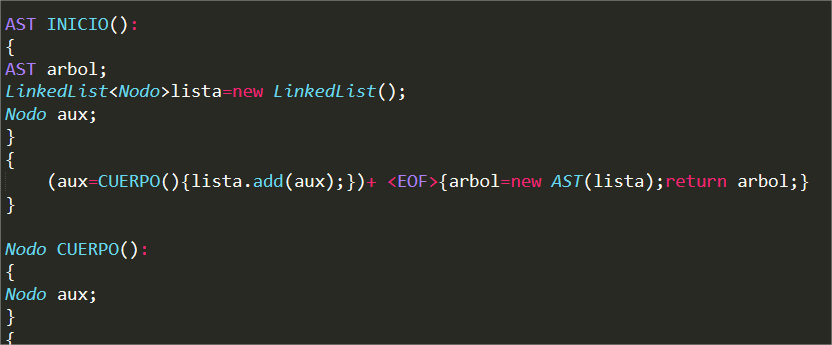 AST INICIO():
{
AST arbol;
LinkedList<Nodo>lista=new LinkedList();
Nodo aux;
}
{
(aux=CUERPO(){lista.add(aux);})+ <EOF>{arbol=new AST(lista);return arbol;}
}
Nodo CUERPO():
{
Nodo aux;
}
{